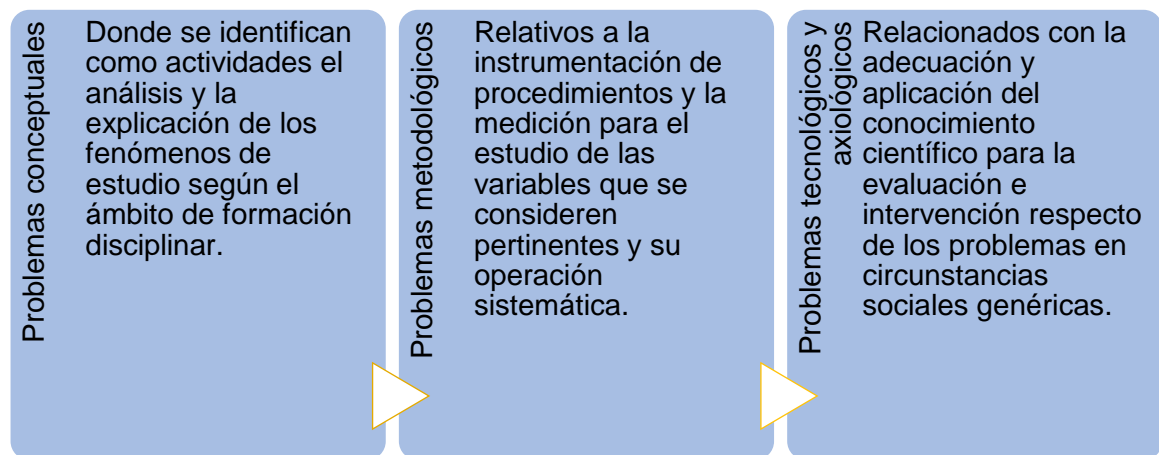 Problemas conceptuales
Donde se identifican
como actividades el
análisis y la
explicación de los
fenómenos de
estudio según el
ámbito de formación
disciplinar.
Problemas metodológicos
Relativos a la
instrumentación de
procedimientos y la
medición para el
estudio de las
variables que se
consideren
pertinentes y su
operación
sistemática.
Problemas tecnológicos y
axiológicos
Relacionados con la
adecuación y
aplicación del
conocimiento
científico para la
evaluación e
intervención respecto
de los problemas en
circunstancias
sociales genéricas.